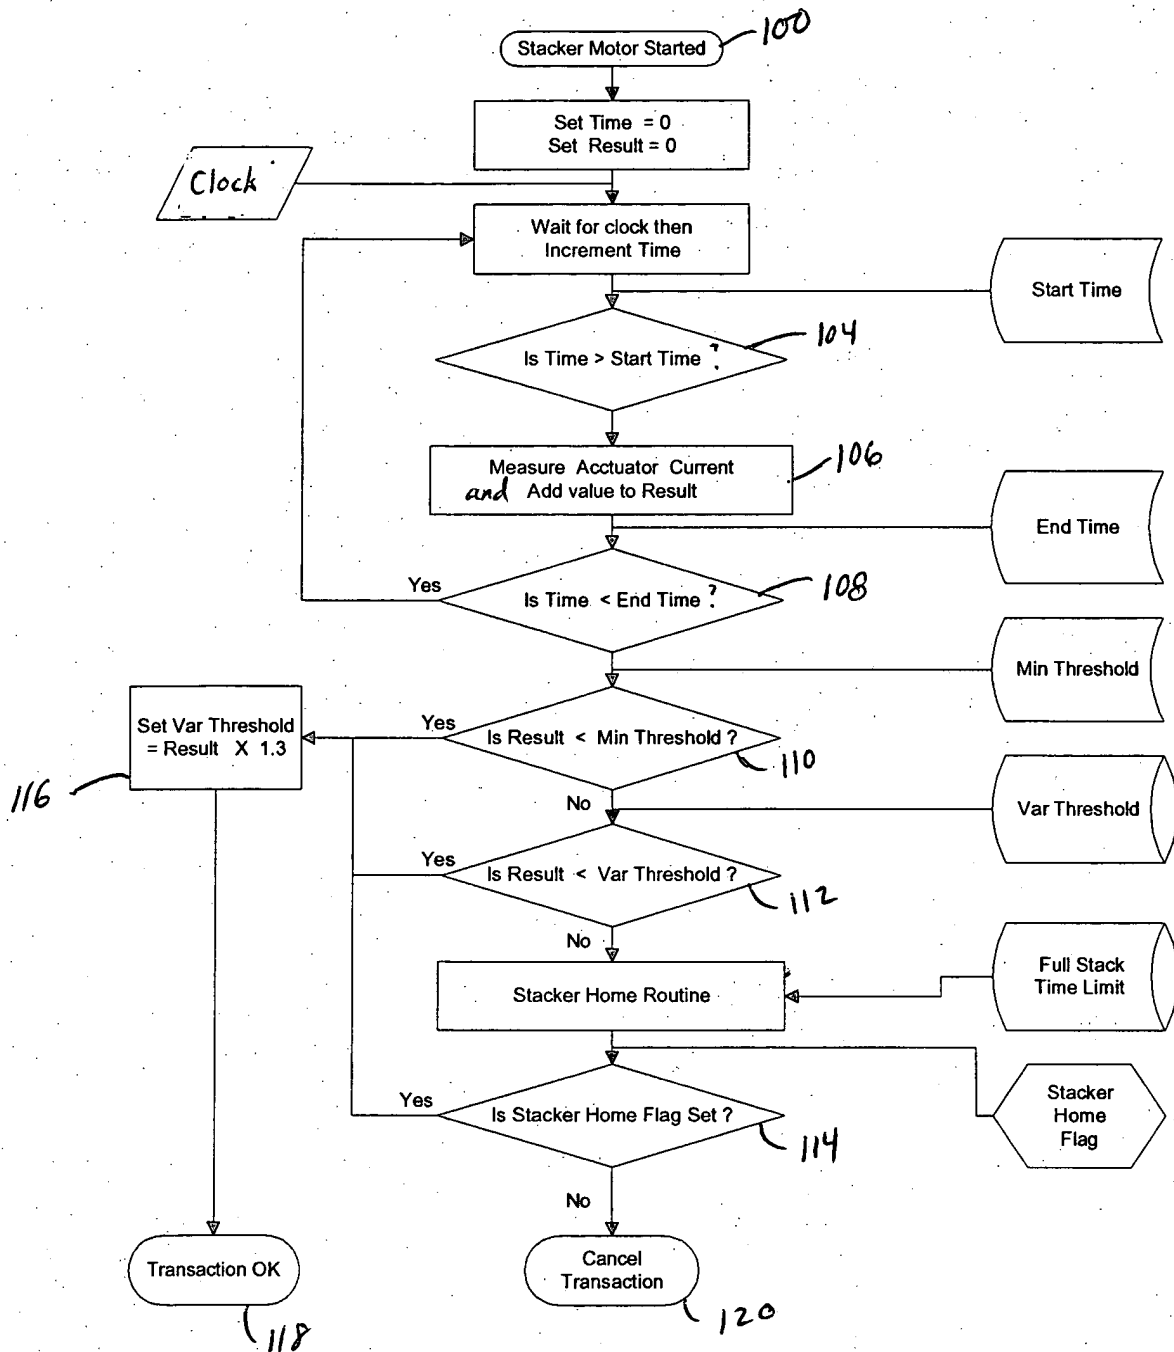 Stacker Motor Started
100
Set Time = 0
Set Result = 0
Clock
Wait for clock then
Increment Time
Start Time
Is Time > Start Time ?
104
Measure Acctuator Current
and Add value to Result
106
End Time
Yes
Is Time < End Time ?
108
Min Threshold
Set Var Threshold
= Result X 1.3
116
Yes
Is Result < Min Threshold ?
110
No
Var Threshold
Yes
Is Result < Var Threshold ?
112
No
Stacker Home Routine
Full Stack
Time Limit
Yes
Is Stacker Home Flag Set ?
114
Stacker
Home
Flag
No
Transaction OK
118
Cancel
Transaction
120